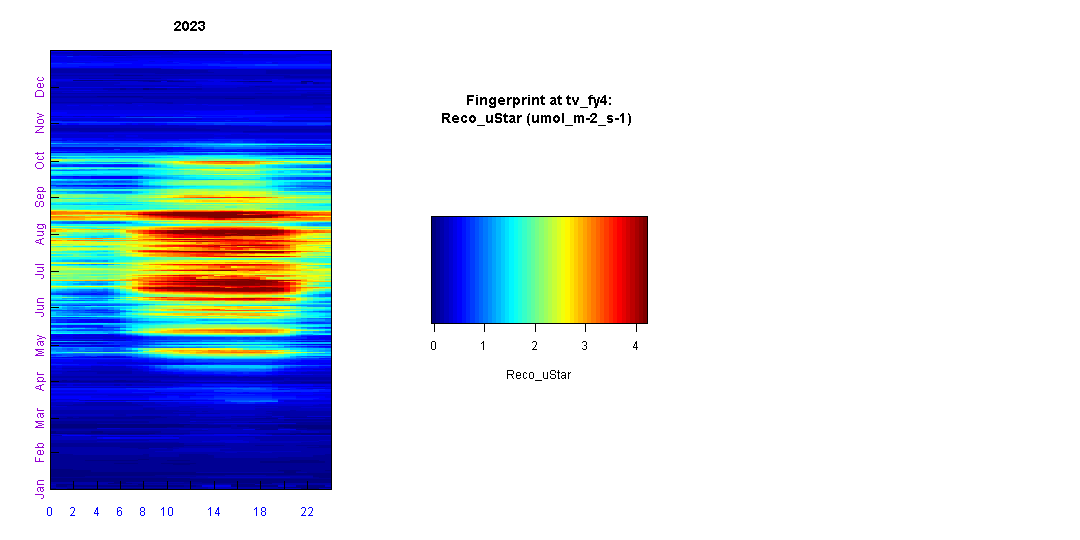 2023
Fingerprint at tv_fy4:
Reco_uStar (umol_m-2_s-1)
Dec
Nov
Oct
Sep
Aug
Jul
Jun
May
Apr
Mar
Feb
Jan
0 2 4 6 8 10 14 18 22
0 1 2 3 4
Reco_uStar